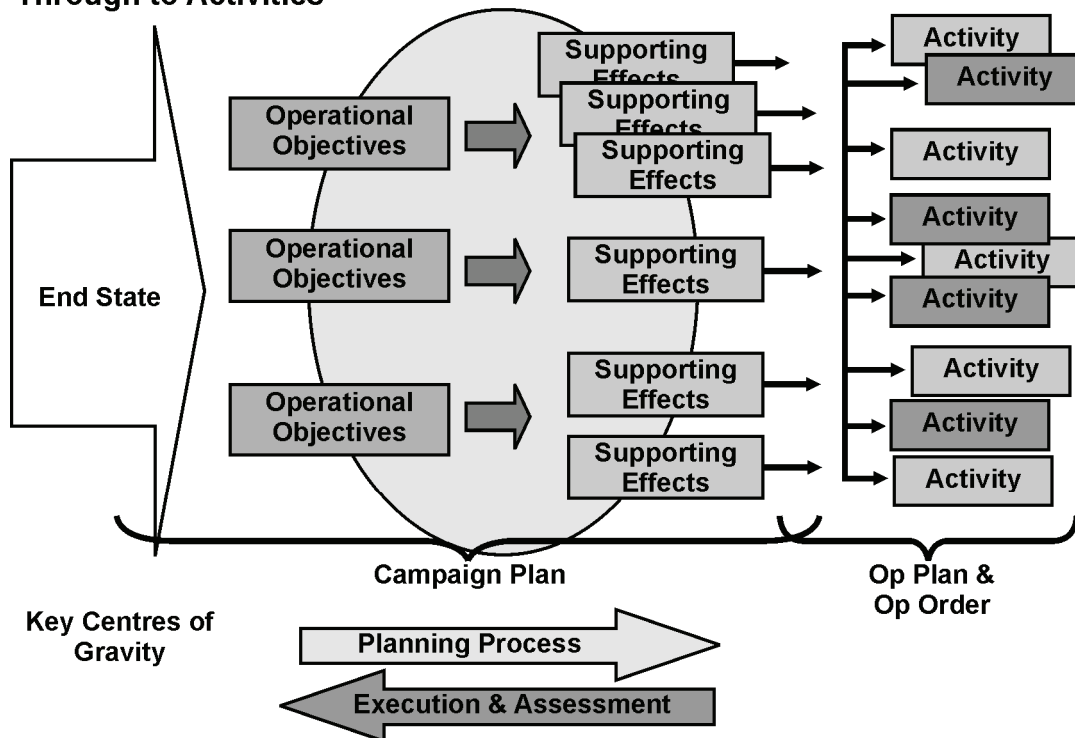 Through to Activities
Supporting
Effects
Supporting
Effects
Supporting
Effects
Operational
Objectives
Operational
Objectives
Supporting
Effects
Operational
Objectives
Supporting
Effects
Supporting
Effects
End State
Activity
Activity
Activity
Activity
Activity
Activity
Activity
Activity
Activity
Campaign Plan
Op Plan &
Op Order
Key Centres of
Gravity
Planning Process
Execution & Assessment